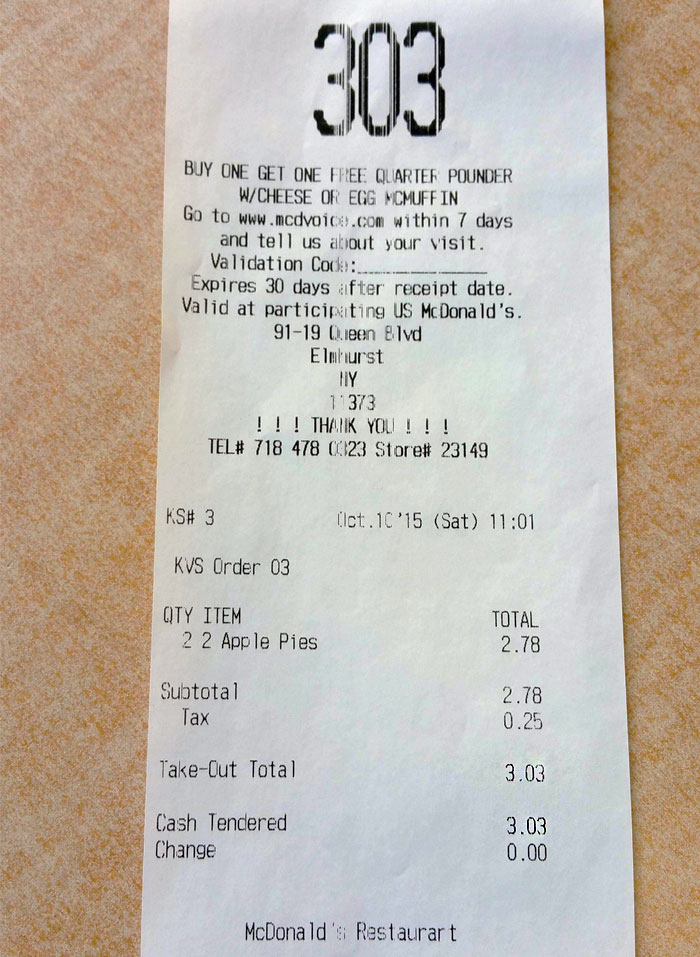 303
BUY ONE GET ONE FREE QUARTER POUNDER
W/CHEESE OR EGG MCMUFFIN
Go to www.mcdvoice.com within 7 days
and tell us about your visit.
Validation Code:______________
Expires 30 days after receipt date.
Valid at participating US McDonald's.
91-19 Queen Blvd
Elmhurst
NY
11373
! ! ! THANK YOU ! ! !
TEL# 718 478 0323 Store# 23149
KS# 3 Oct.10'15 (Sat) 11:01
KVS Order 03
QTY ITEM TOTAL
2 2 Apple Pies 2.78
Subtotal 2.78
Tax 0.25
Take-Out Total 3.03
Cash Tendered 3.03
Change 0.00
McDonald's Restaurart